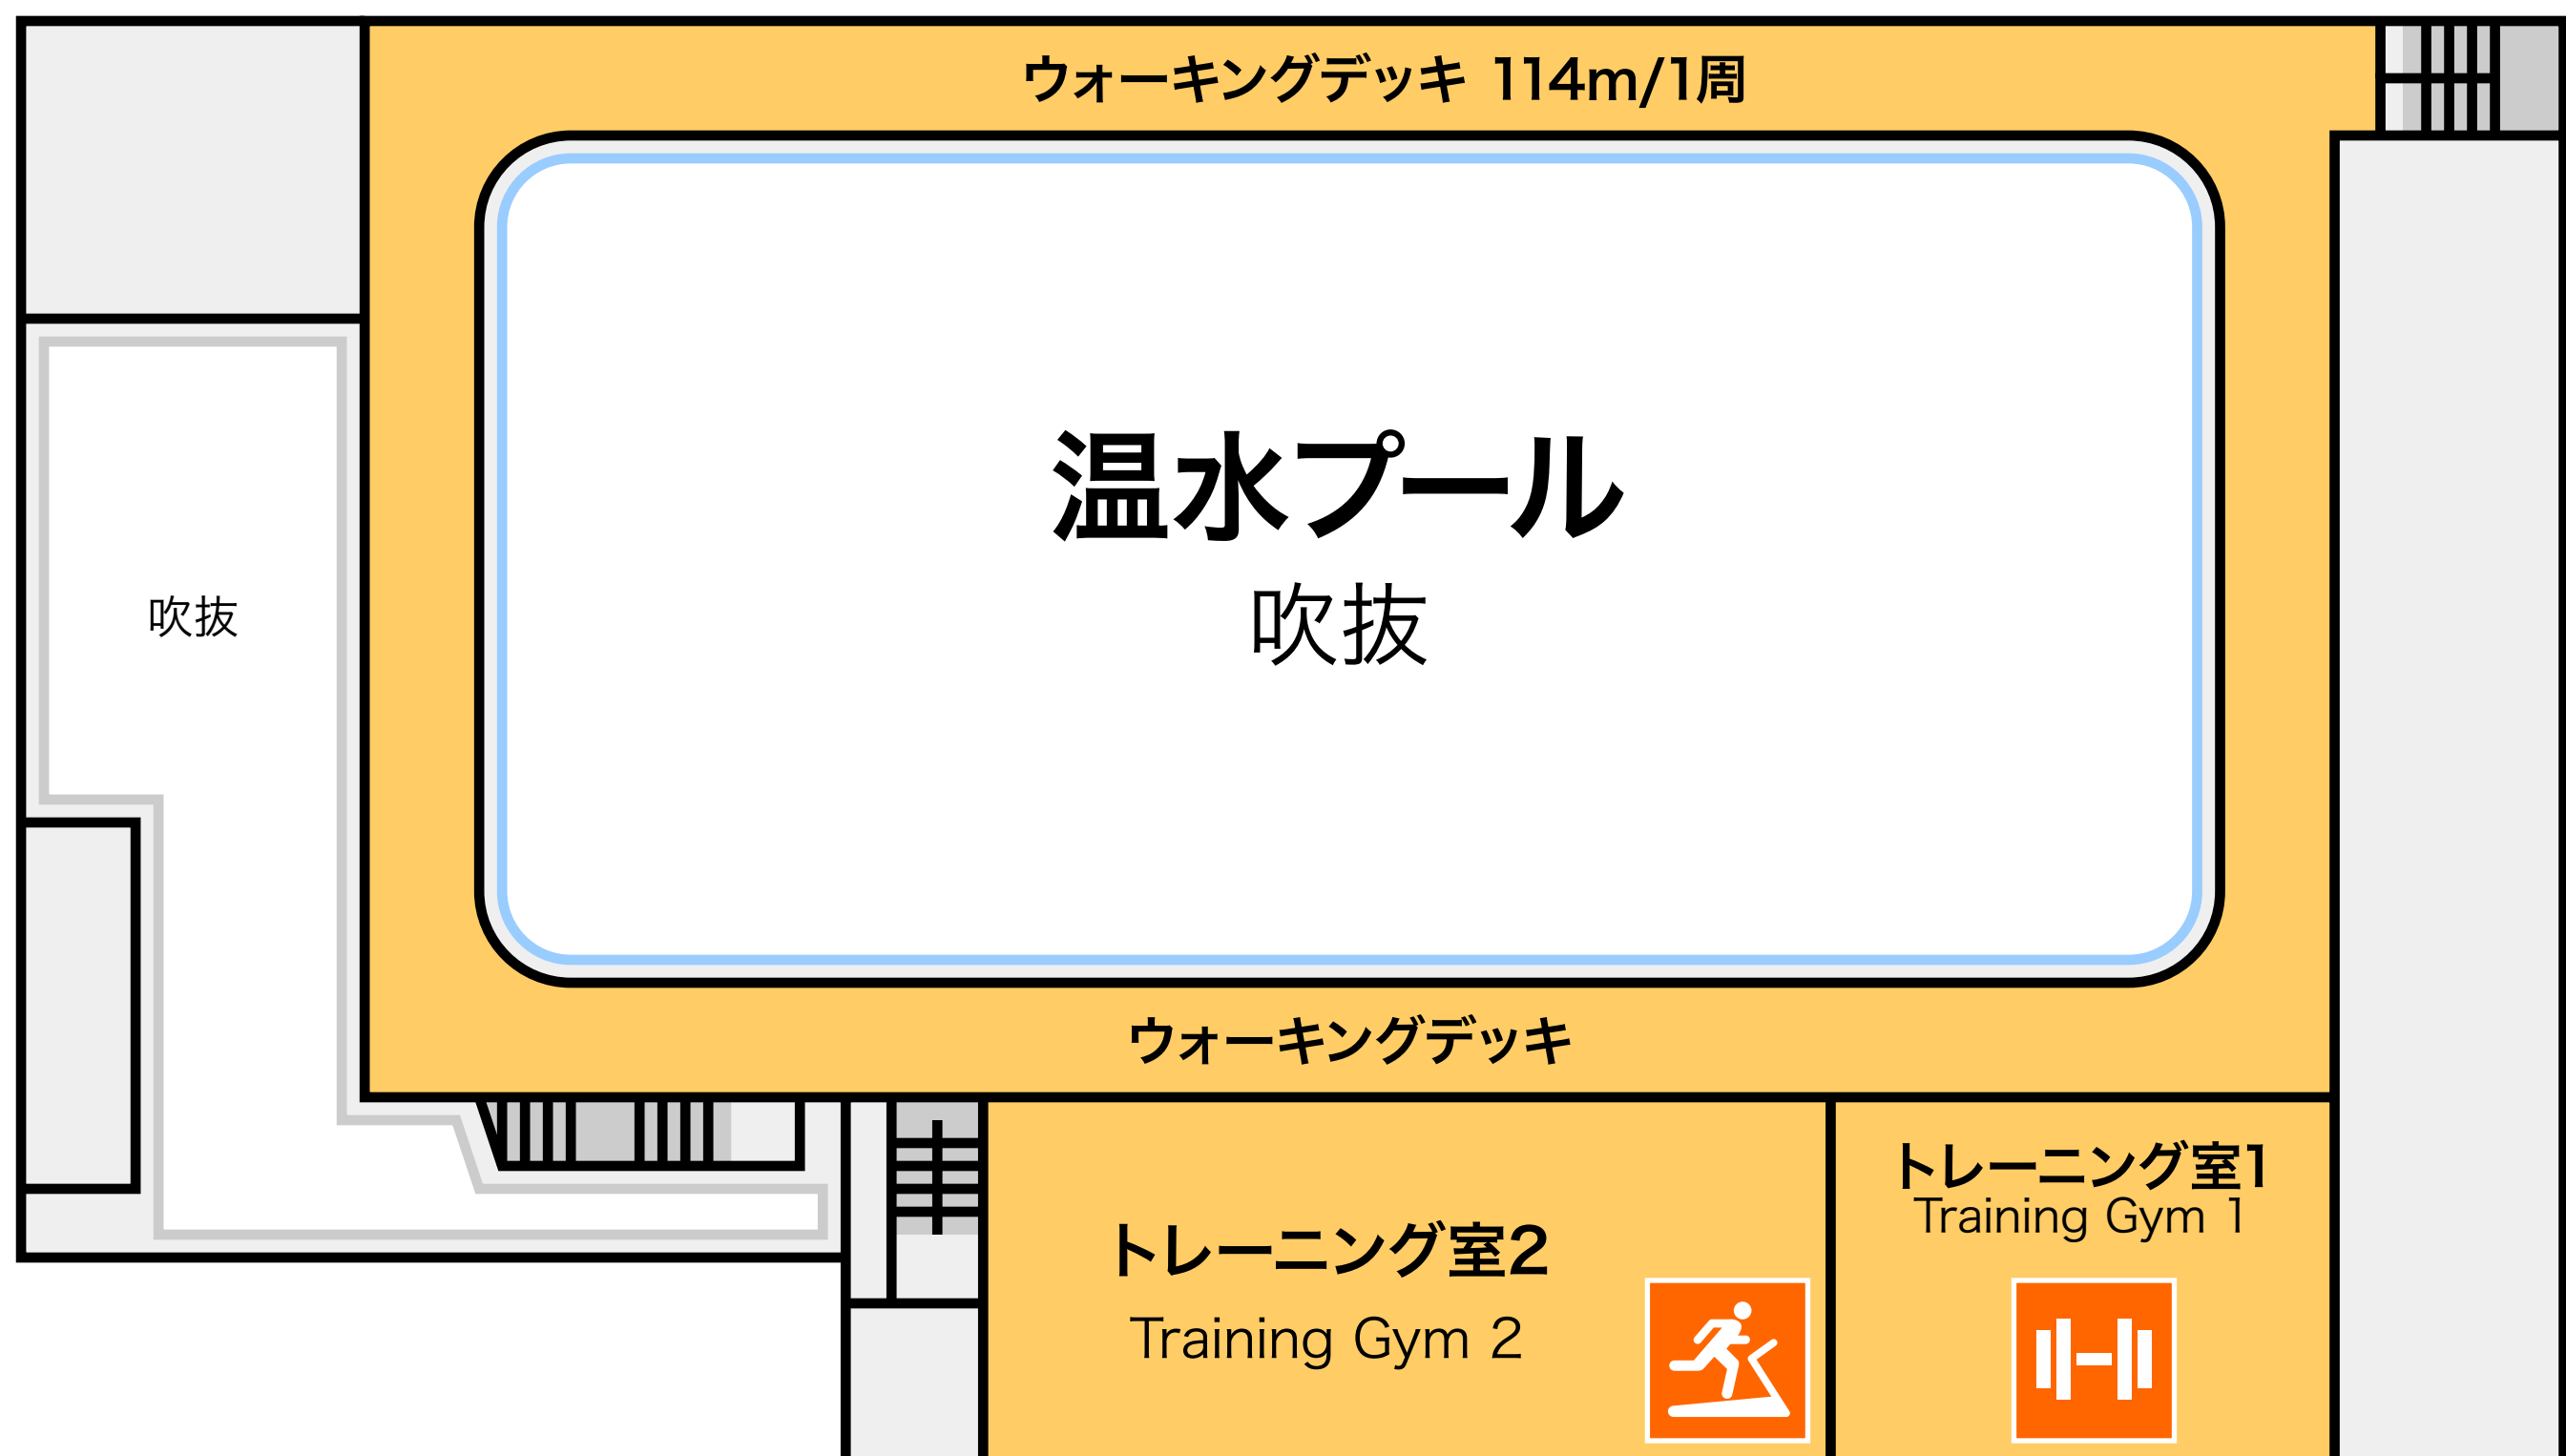 ウォーキングデッキ 114m/1周
温水プール
吹抜
吹抜
ウォーキングデッキ
トレーニング室2
Training Gym 2
トレーニング室1
Training Gym 1